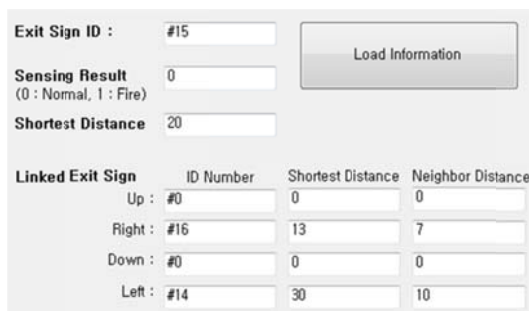 Exit Sign ID : #15
Load Information
Sensing Result 0
(0 : Normal, 1 : Fire)
Shortest Distance 20
Linked Exit Sign ID Number Shortest Distance Neighbor Distance
Up : #0 0 0
Right : #16 13 7
Down : #0 0 0
Left : #14 30 10